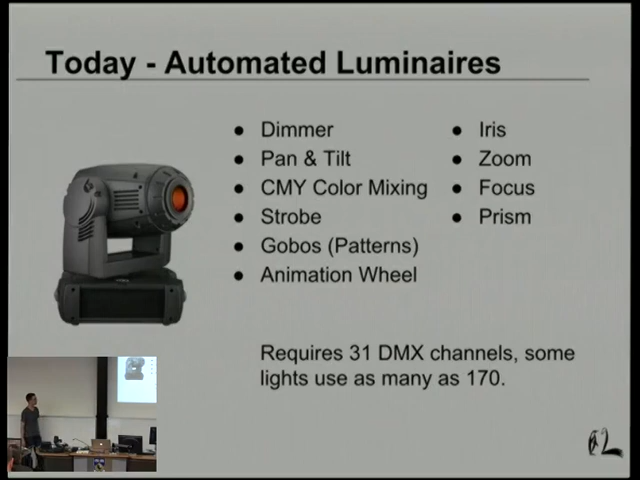 Today - Automated Luminaires
● Dimmer
● Pan & Tilt
● CMY Color Mixing
● Strobe
● Gobos (Patterns)
● Animation Wheel
● Iris
● Zoom
● Focus
● Prism
Requires 31 DMX channels, some
lights use as many as 170.